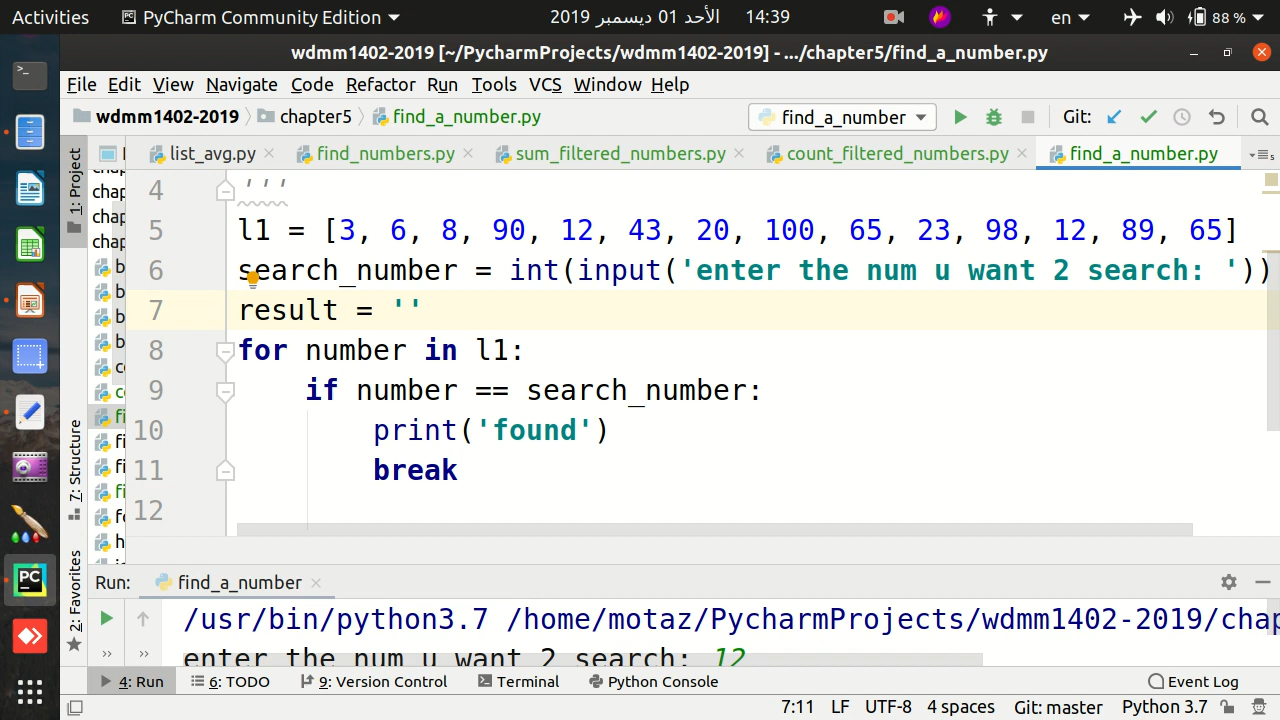 Activities PyCharm Community Edition الأحد 01 ديسمبر 2019 14:39 en 88 %
wdmm1402-2019 [~/PycharmProjects/wdmm1402-2019] - .../chapter5/find_a_number.py
File Edit View Navigate Code Refactor Run Tools VCS Window Help
wdmm1402-2019 chapter5 find_a_number.py find_a_number Git:
1: Project
list_avg.py find_numbers.py sum_filtered_numbers.py count_filtered_numbers.py find_a_number.py
4 '''
5 l1 = [3, 6, 8, 90, 12, 43, 20, 100, 65, 23, 98, 12, 89, 65]
6 search_number = int(input('enter the num u want 2 search: '))
7 result = ''
8 for number in l1:
9 if number == search_number:
10 print('found')
11 break
12
7: Structure
2: Favorites
Run: find_a_number
/usr/bin/python3.7 /home/motaz/PycharmProjects/wdmm1402-2019/chap
enter the num u want 2 search: 12
4: Run 6: TODO 9: Version Control Terminal Python Console Event Log
7:11 LF UTF-8 4 spaces Git: master Python 3.7